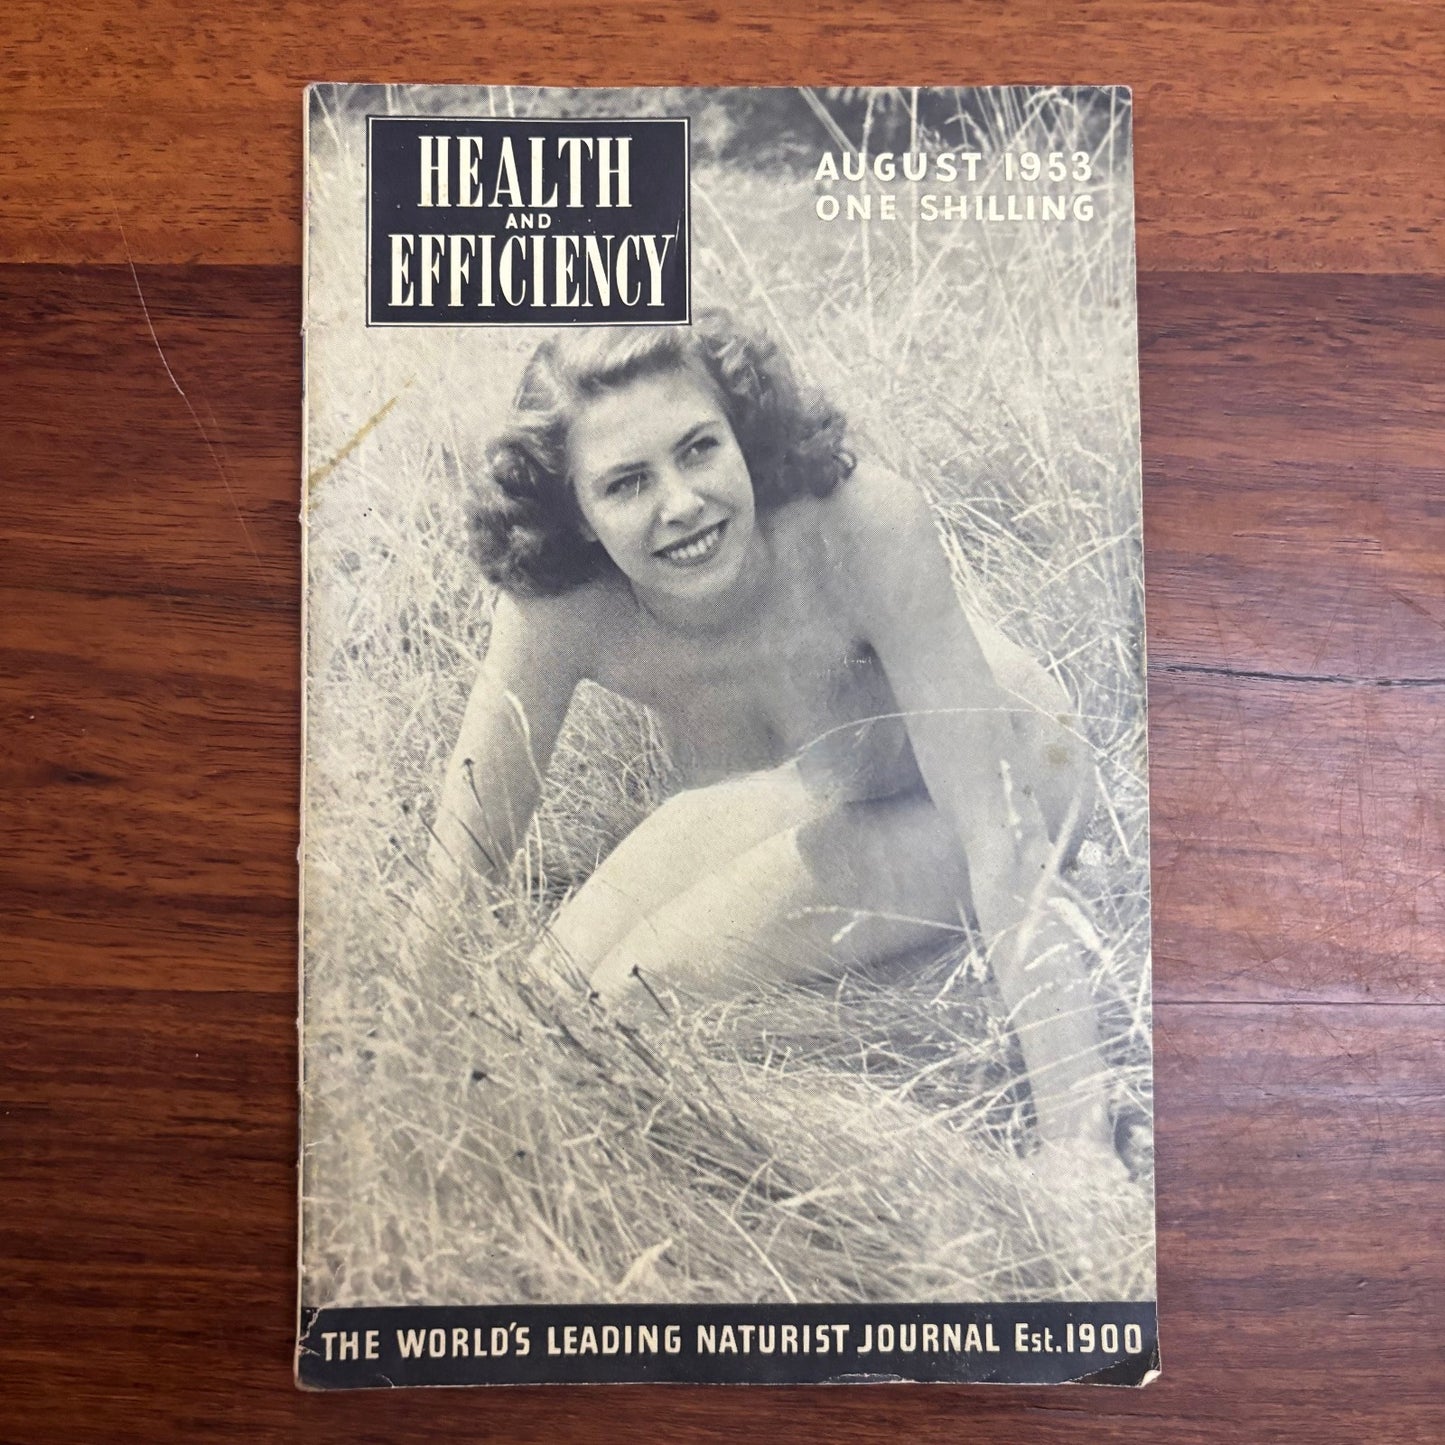 HEALTH
AND
EFFICIENCY
AUGUST 1953
ONE SHILLING
THE WORLD'S LEADING NATURIST JOURNAL Est. 1900